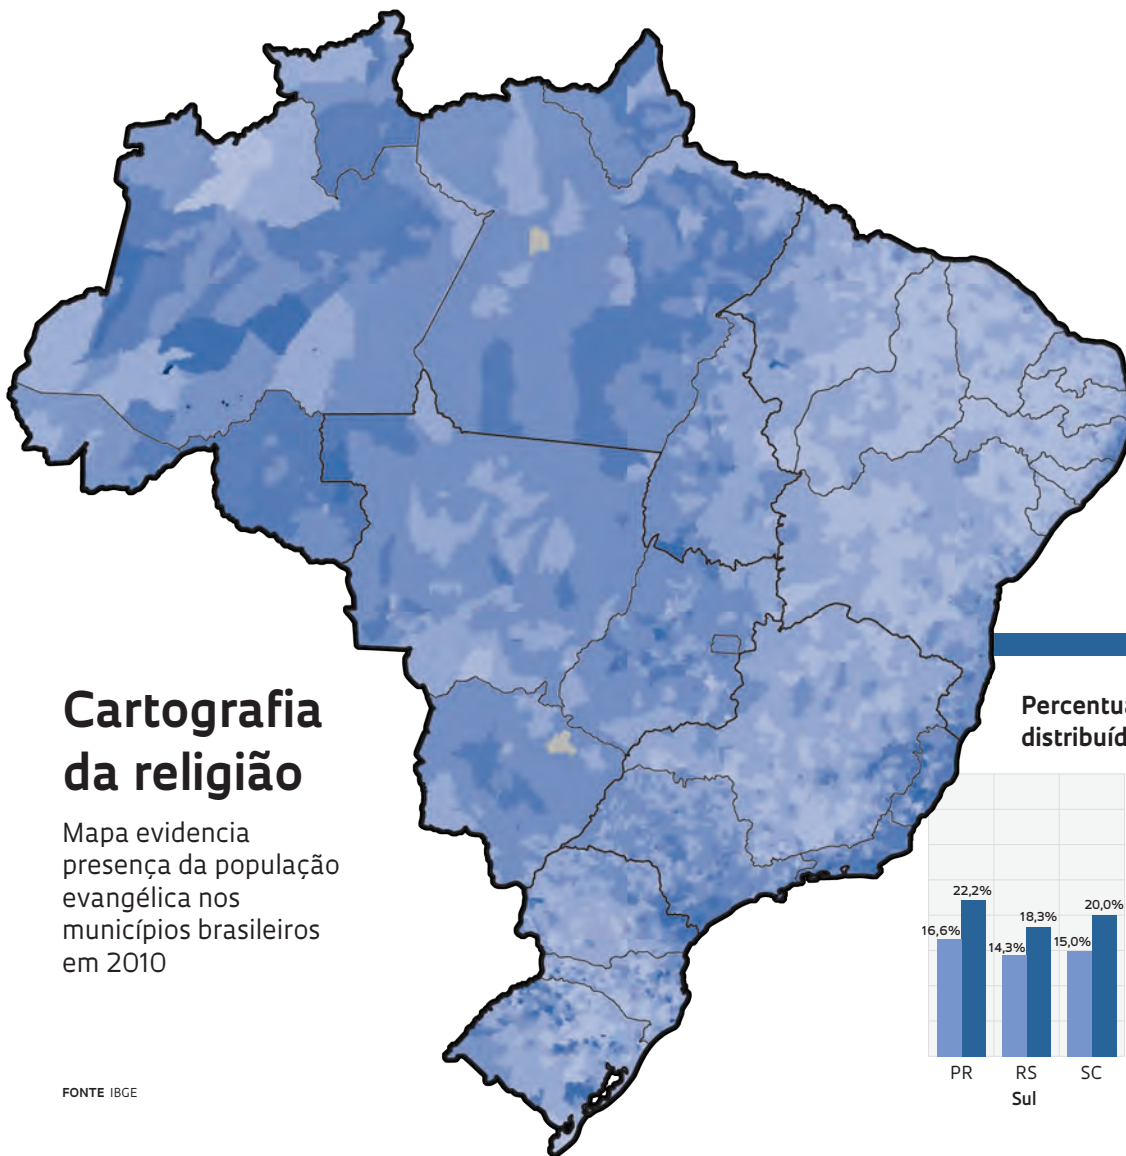 Cartografia
da religião
Mapa evidencia
presença da população
evangélica nos
municípios brasileiros
em 2010
FONTE IBGE
distribuíd
16,6%
22,2%
14,3%
18,3%
15,0%
20,0%
PR
RS
SC
Sul